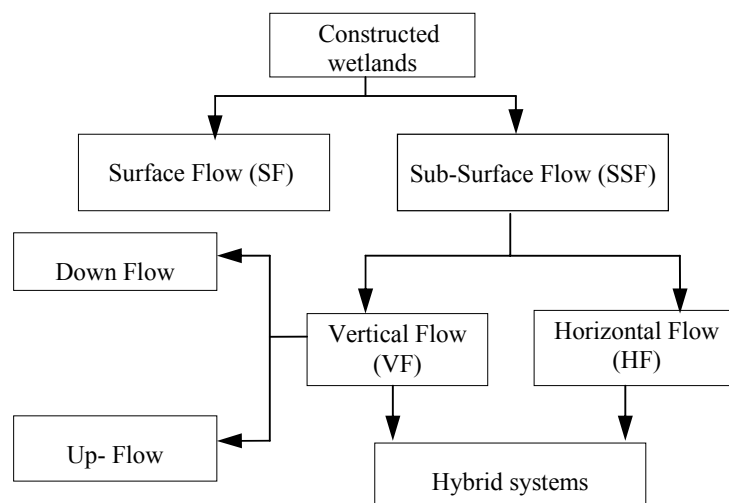 Constructed
wetlands
Surface Flow (SF)
Sub-Surface Flow (SSF)
Down Flow
Vertical Flow
(VF)
Horizontal Flow
(HF)
Up- Flow
Hybrid systems